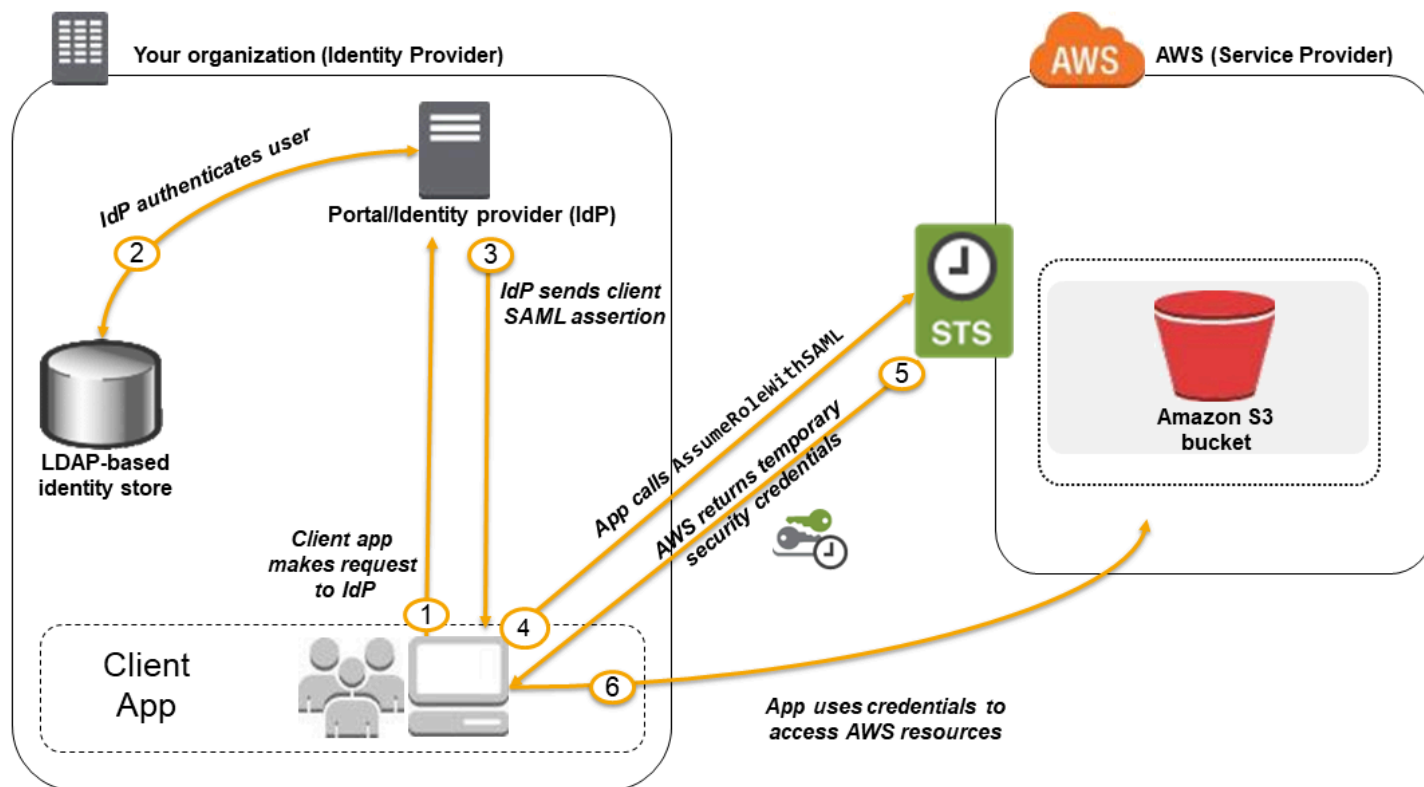 Your organization (Identity Provider)
AWS
AWS (Service Provider)
IdP authenticates user
Portal/Identity provider (IdP)
2
3
IdP sends client
SAML assertion
STS
LDAP-based
identity store
App calls AssumeRoleWithSAML
5
AWS returns temporary
security credentials
Amazon S3
bucket
Client app
makes request
to IdP
1
4
Client
App
6
App uses credentials to
access AWS resources